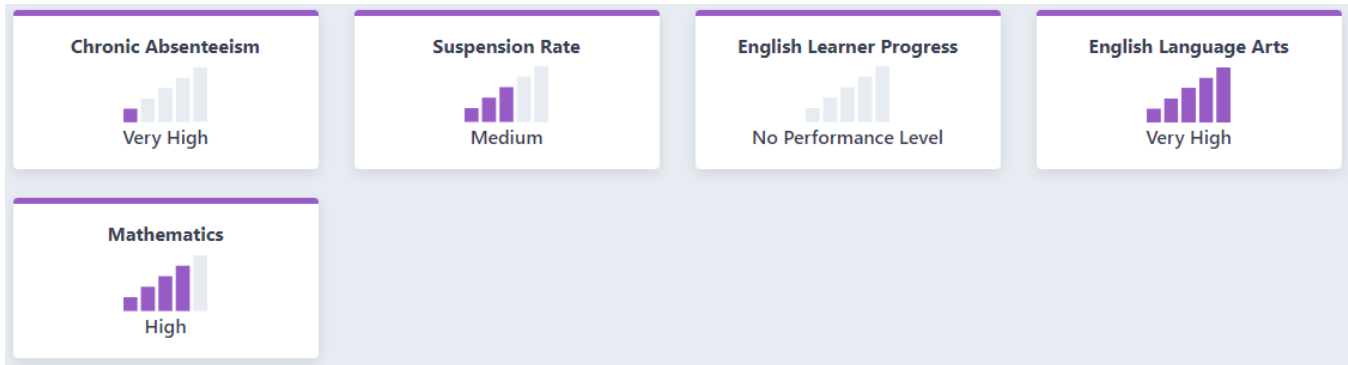 Chronic Absenteeism
Very High
Suspension Rate
Medium
English Learner Progress
No Performance Level
English Language Arts
Very High
Mathematics
High